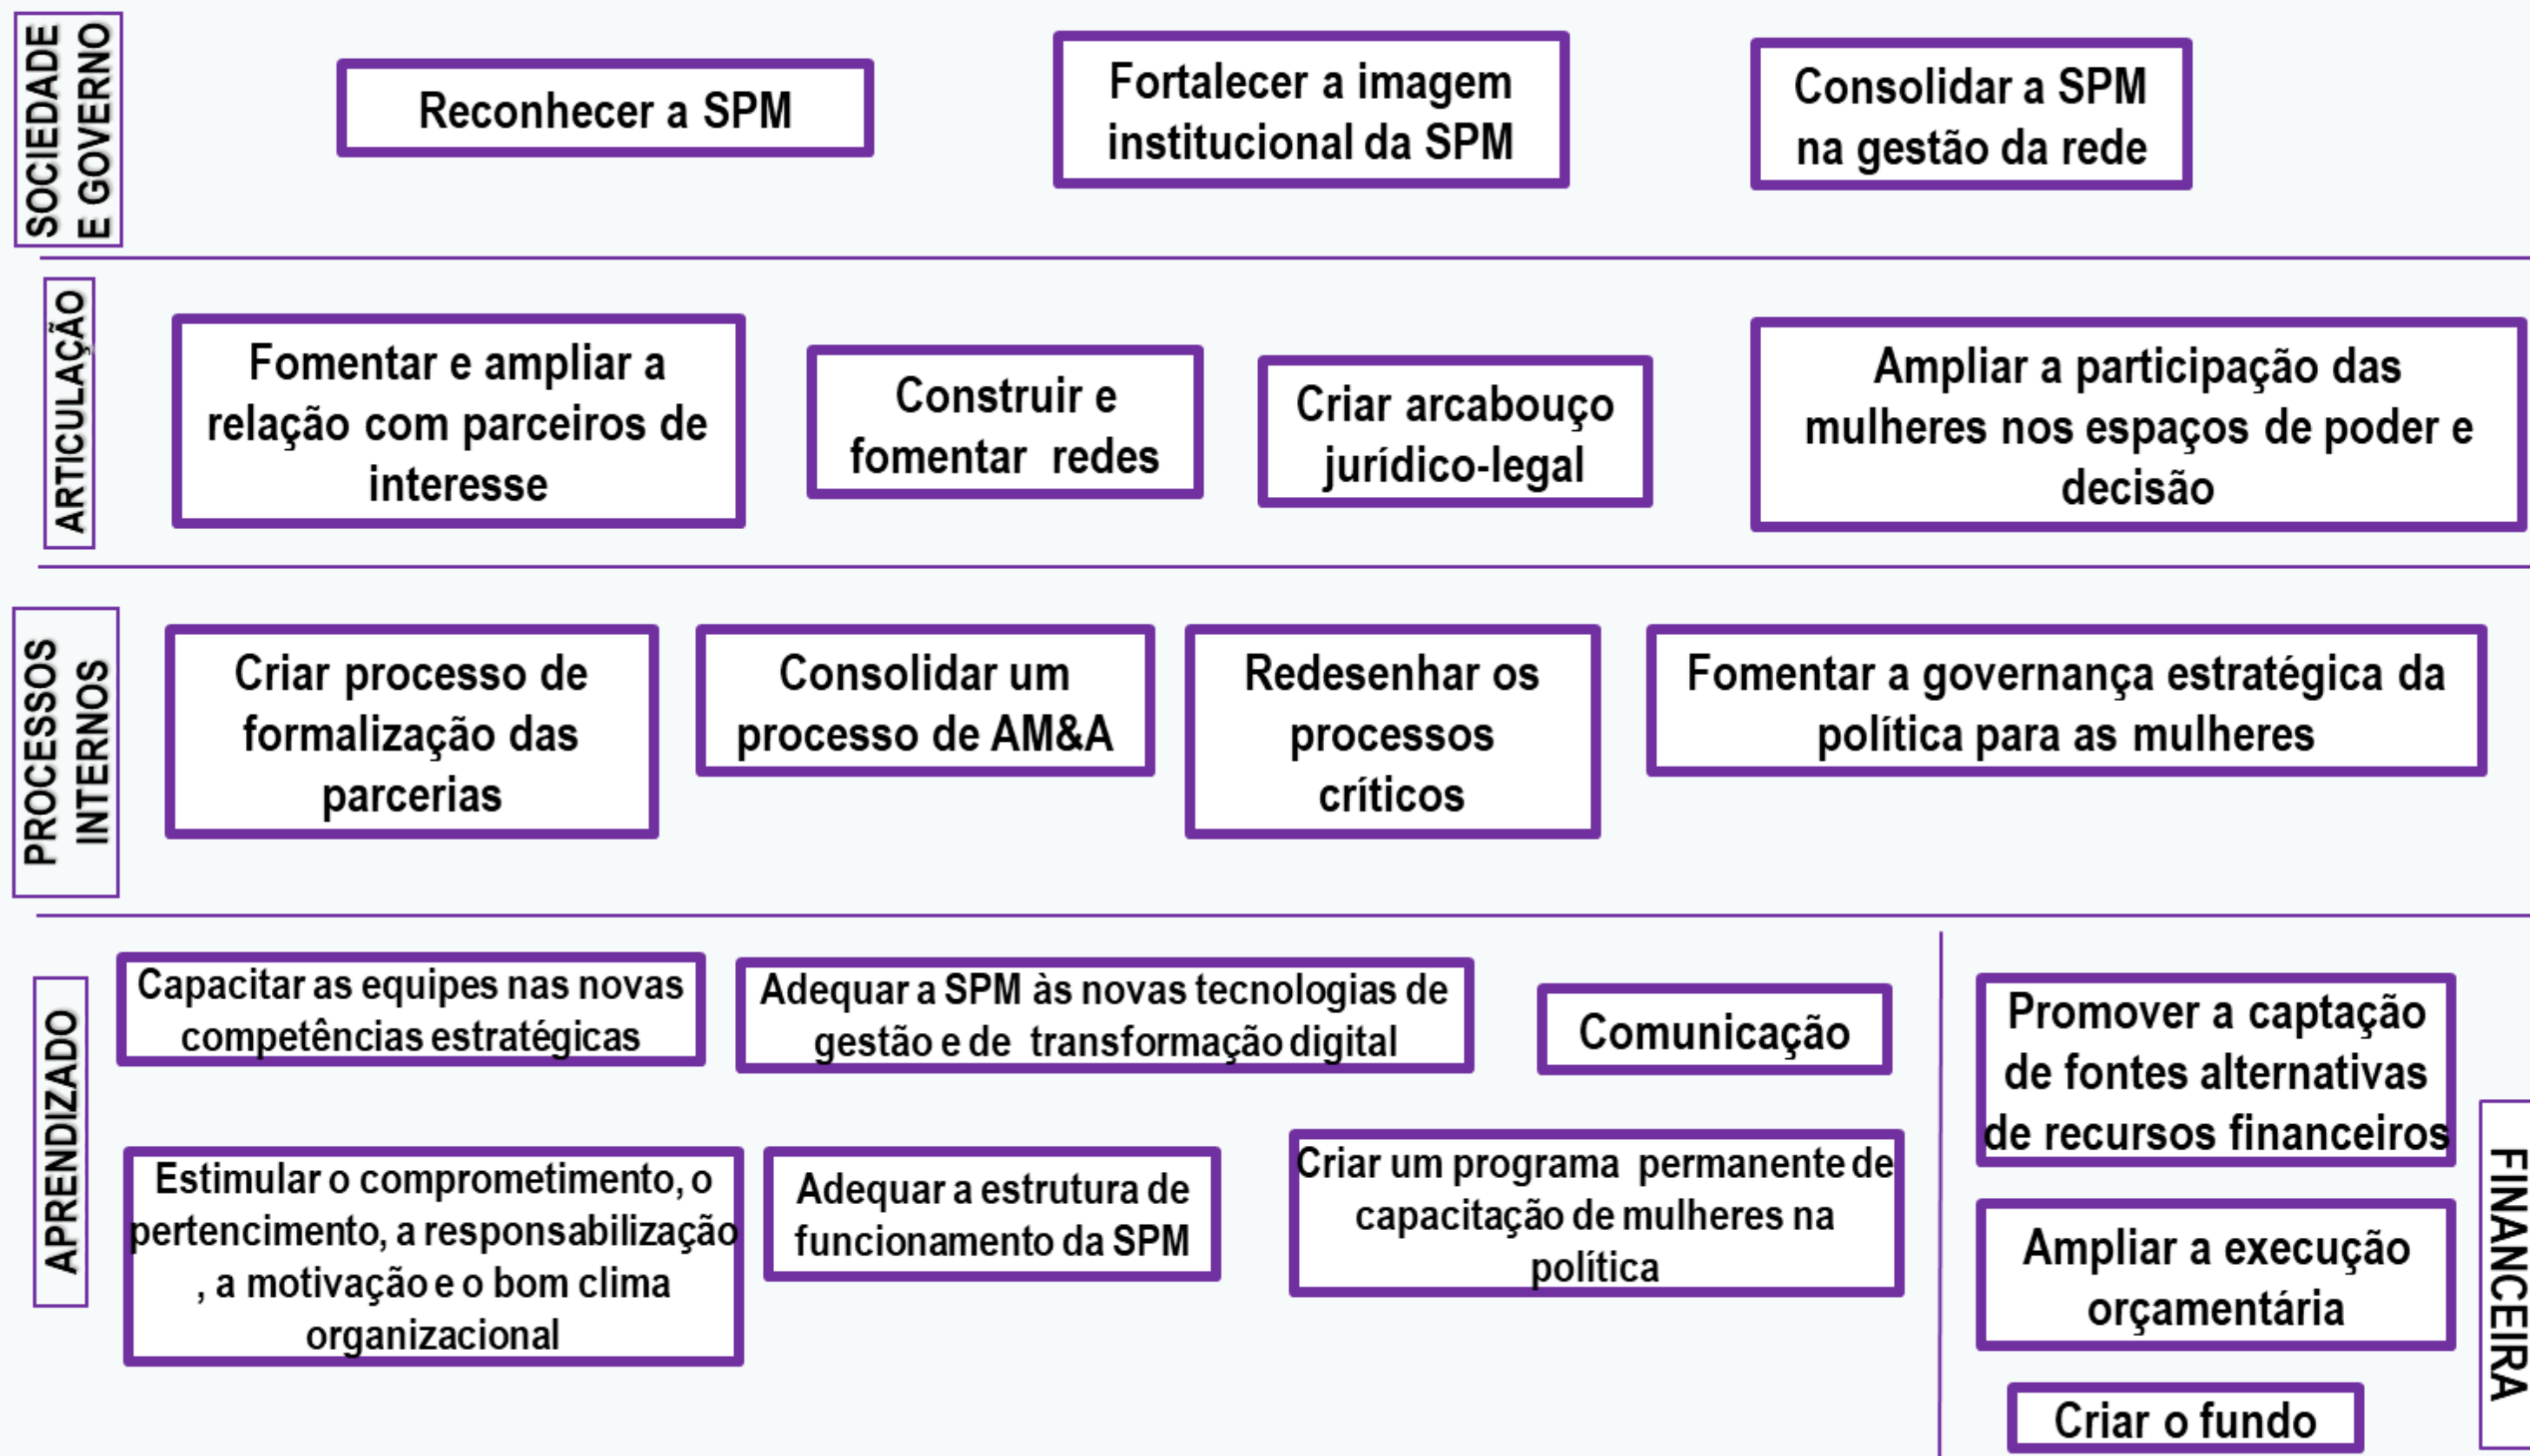 SOCIEDADE
E GOVERNO
Reconhecer a SPM
Fortalecer a imagem
institucional da SPM
Consolidar a SPM
na gestão da rede
ARTICULAÇÃO
Fomentar e ampliar a
relação com parceiros de
interesse
Construir e
fomentar redes
Criar arcabouço
jurídico-legal
Ampliar a participação das
mulheres nos espaços de poder e
decisão
PROCESSOS
INTERNOS
Criar processo de
formalização das
parcerias
Consolidar um
processo de AM&A
Redesenhar os
processos
críticos
Fomentar a governança estratégica da
política para as mulheres
APRENDIZADO
Capacitar as equipes nas novas
competências estratégicas
Adequar a SPM às novas tecnologias de
gestão e de transformação digital
Comunicação
Estimular o comprometimento, o
pertencimento, a responsabilização
, a motivação e o bom clima
organizacional
Adequar a estrutura de
funcionamento da SPM
Criar um programa permanente de
capacitação de mulheres na
política
Promover a captação
de fontes alternativas
de recursos financeiros
Ampliar a execução
orçamentária
Criar o fundo
FINANCEIRA